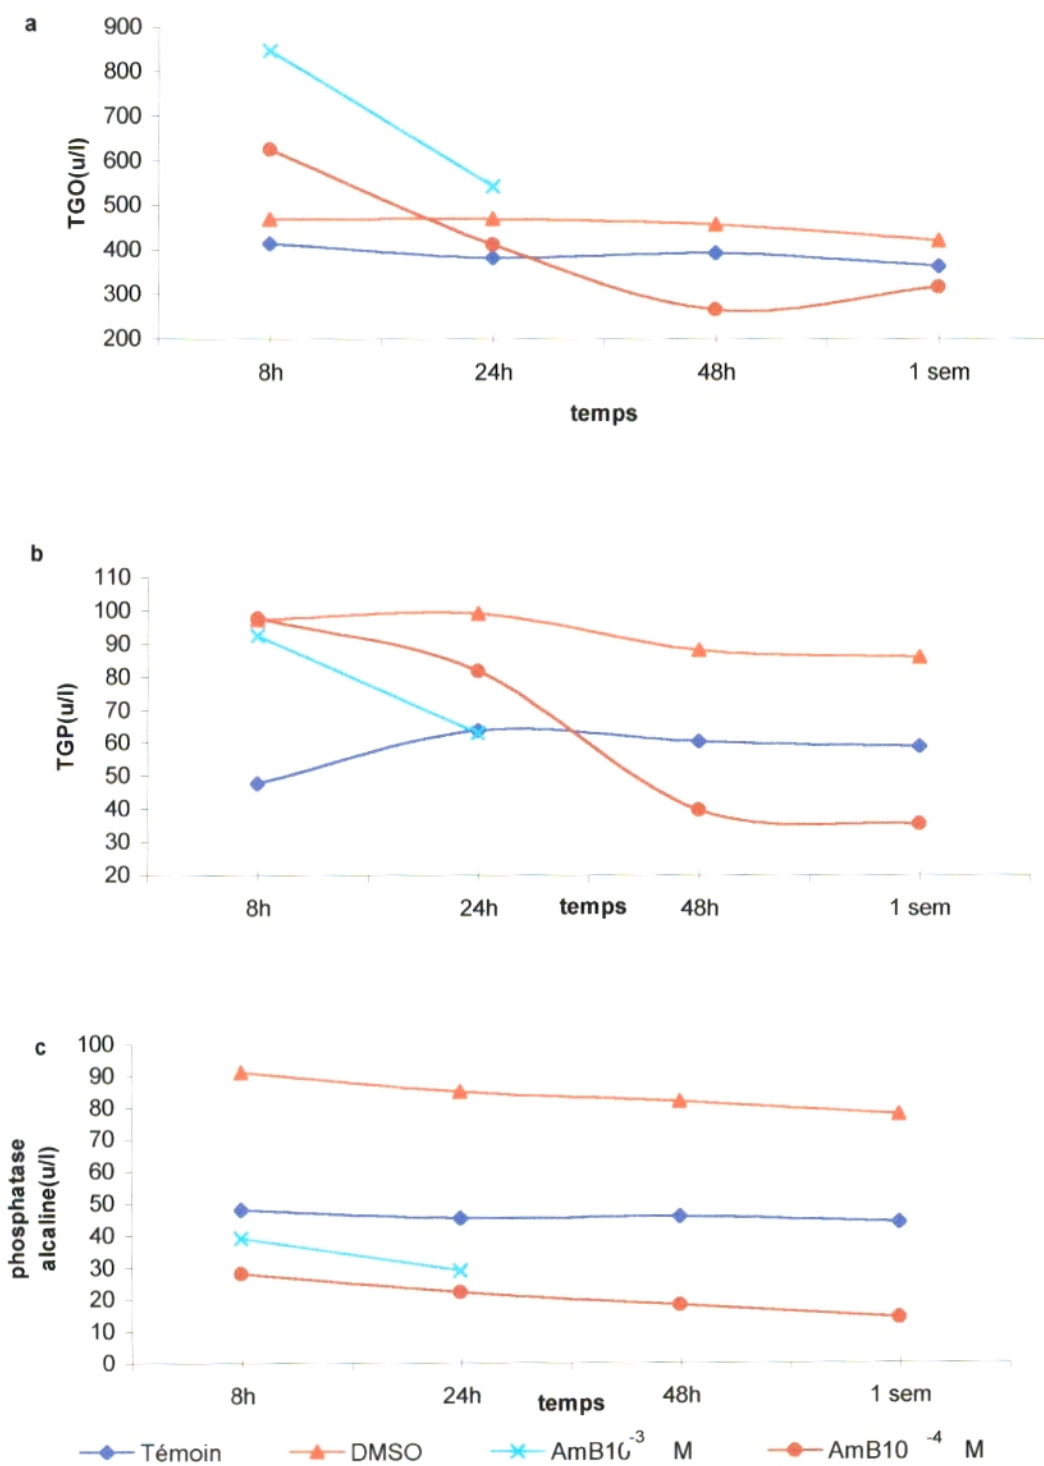 a
900
800
700
600
500
400
300
200
TGO(u/l)
8h 24h 48h 1 sem
temps
b
110
100
90
80
70
60
50
40
30
20
TGP(u/l)
8h 24h temps 48h 1 sem
c
100
90
80
70
60
50
40
30
20
10
0
phosphatase
alcaline(u/l)
8h 24h temps 48h 1 sem
Témoin DMSO AmB10-3 M AmB10 -4 M